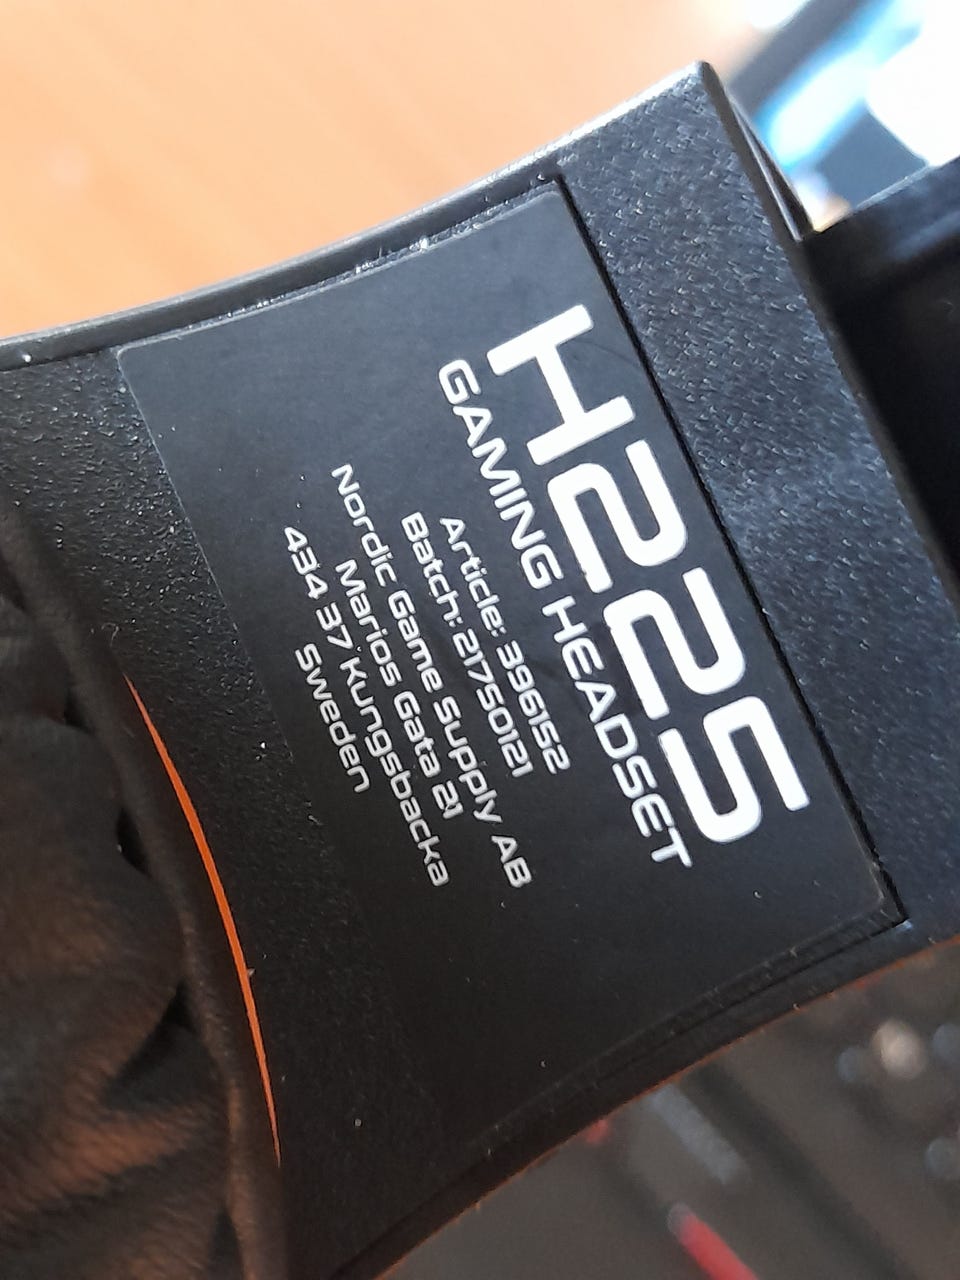 H225
GAMING HEADSET
Article: 396152
Batch: 21750121
Nordic Game Supply AB
Marios Gata 21
434 37 Kungsbacka
Sweden